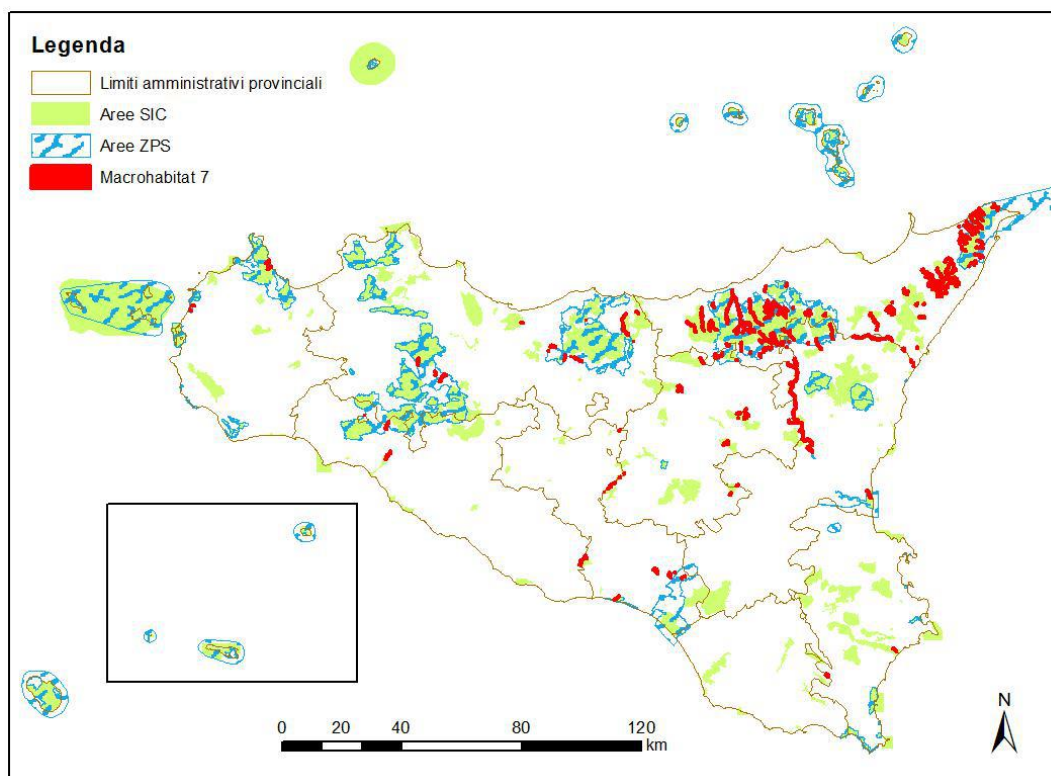 Legenda
Limiti amministrativi provinciali
Aree SIC
Aree ZPS
Macrohabitat 7
N
0 20 40 80 120
km